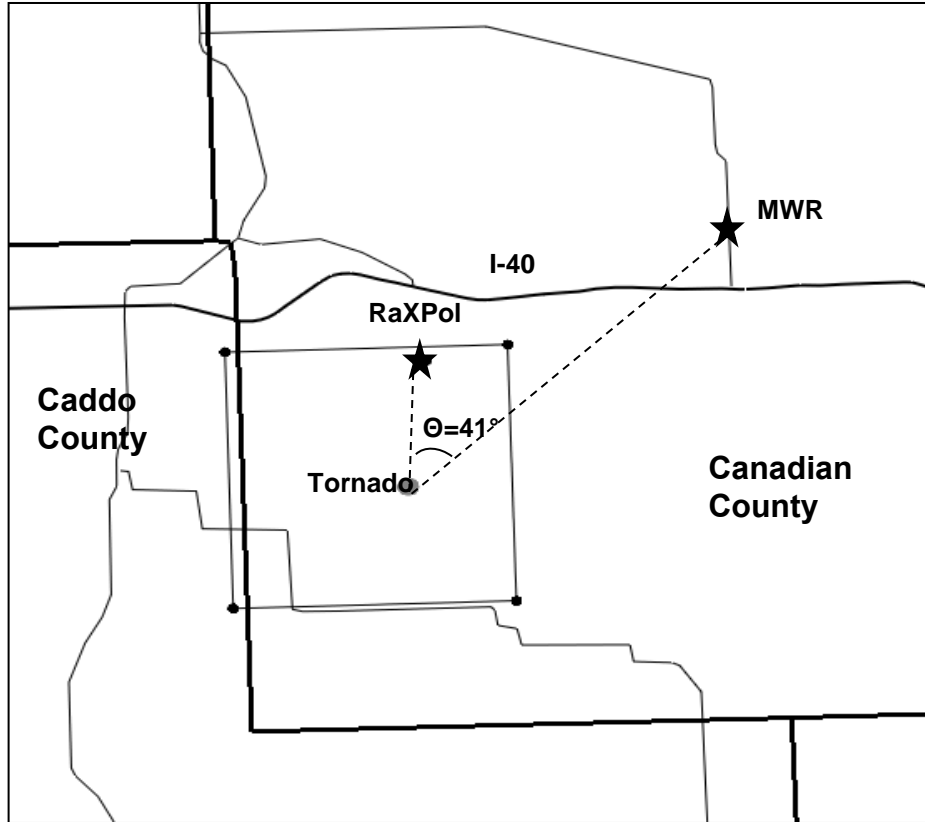 MWR
I-40
RaXPol
Caddo
County
Θ=41°
Canadian
County
Tornado